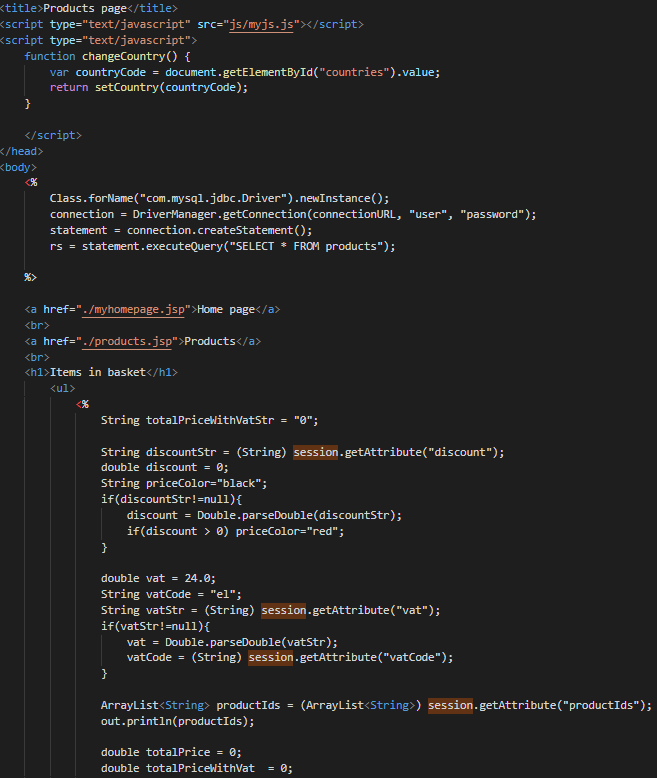 <title>Products page</title>
<script type="text/javascript" src="js/myjs.js"></script>
<script type="text/javascript">
function changeCountry() {
var countryCode = document.getElementById("countries").value;
return setCountry(countryCode);
}
</script>
</head>
<body>
<%
Class.forName("com.mysql.jdbc.Driver").newInstance();
connection = DriverManager.getConnection(connectionURL, "user", "password");
statement = connection.createStatement();
rs = statement.executeQuery("SELECT * FROM products");
%>
<a href="./myhomepage.jsp">Home page</a>
<br>
<a href="./products.jsp">Products</a>
<br>
<h1>Items in basket</h1>
<ul>
<%
String totalPriceWithVatStr = "0";
String discountStr = (String) session.getAttribute("discount");
double discount = 0;
String priceColor="black";
if(discountStr!=null){
discount = Double.parseDouble(discountStr);
if(discount > 0) priceColor="red";
}
double vat = 24.0;
String vatCode = "el";
String vatStr = (String) session.getAttribute("vat");
if(vatStr!=null){
vat = Double.parseDouble(vatStr);
vatCode = (String) session.getAttribute("vatCode");
}
ArrayList<String> productIds = (ArrayList<String>) session.getAttribute("productIds");
out.println(productIds);
double totalPrice = 0;
double totalPriceWithVat  = 0;